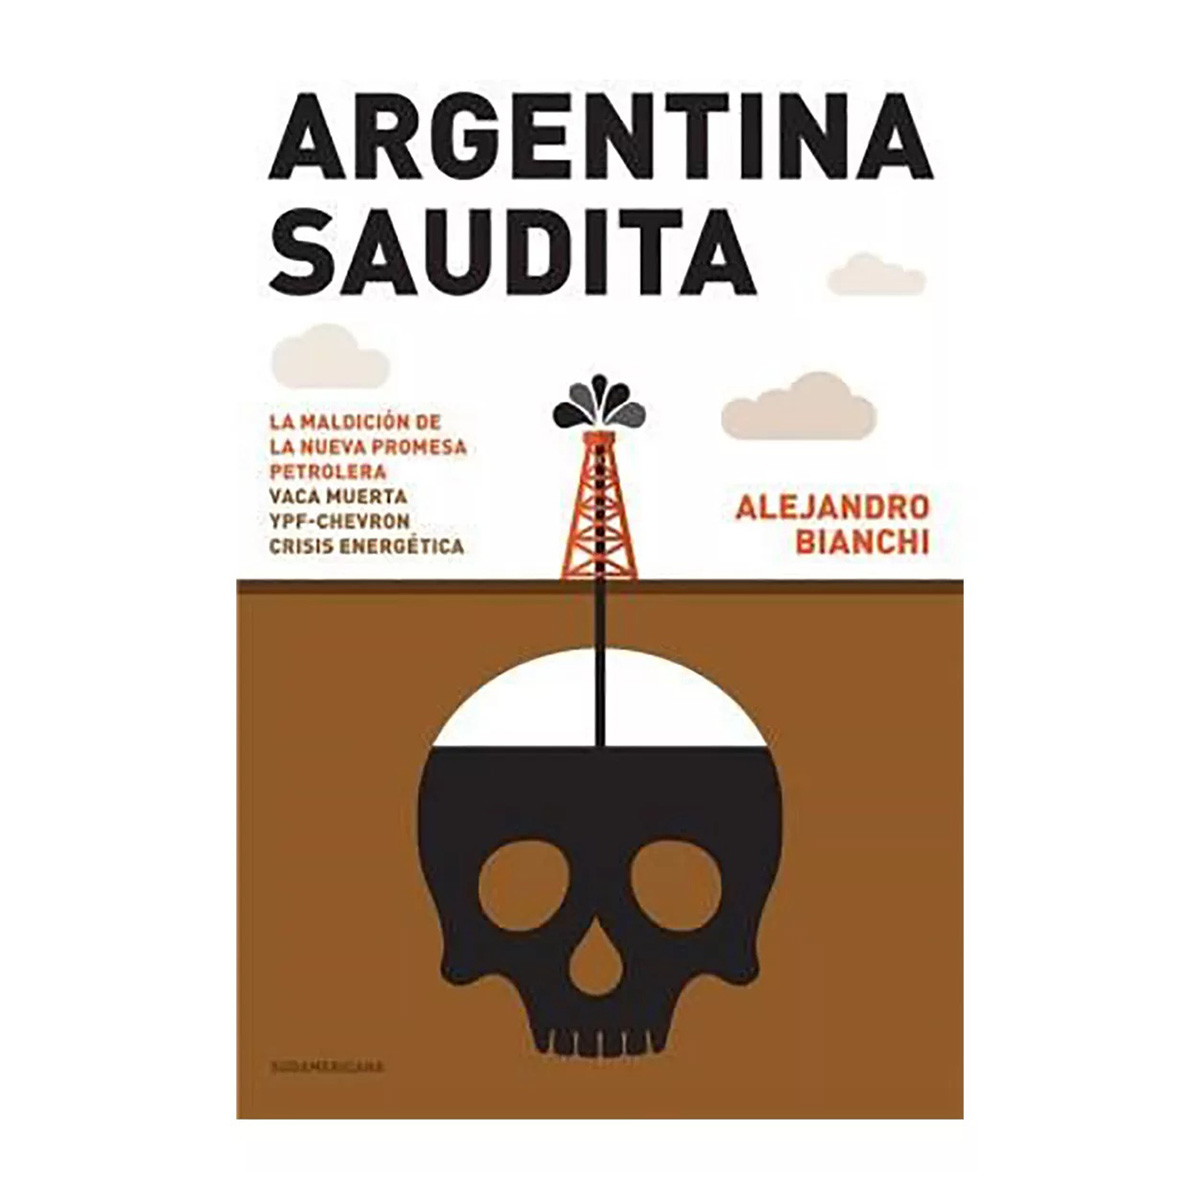 ARGENTINA
SAUDITA
LA MALDICIÓN DE
LA NUEVA PROMESA
PETROLERA
VACA MUERTA
YPF-CHEVRON
CRISIS ENERGÉTICA
ALEJANDRO
BIANCHI
SUDAMERICANA